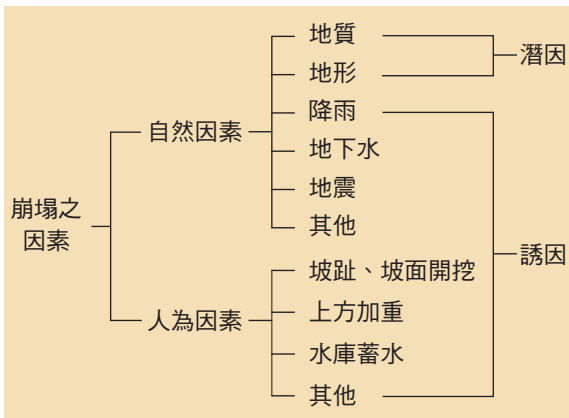 崩塌之
因素
自然因素
地質
地形
降雨
地下水
地震
其他
人為因素
坡趾、坡面開挖
上方加重
水庫蓄水
其他
潛因
誘因